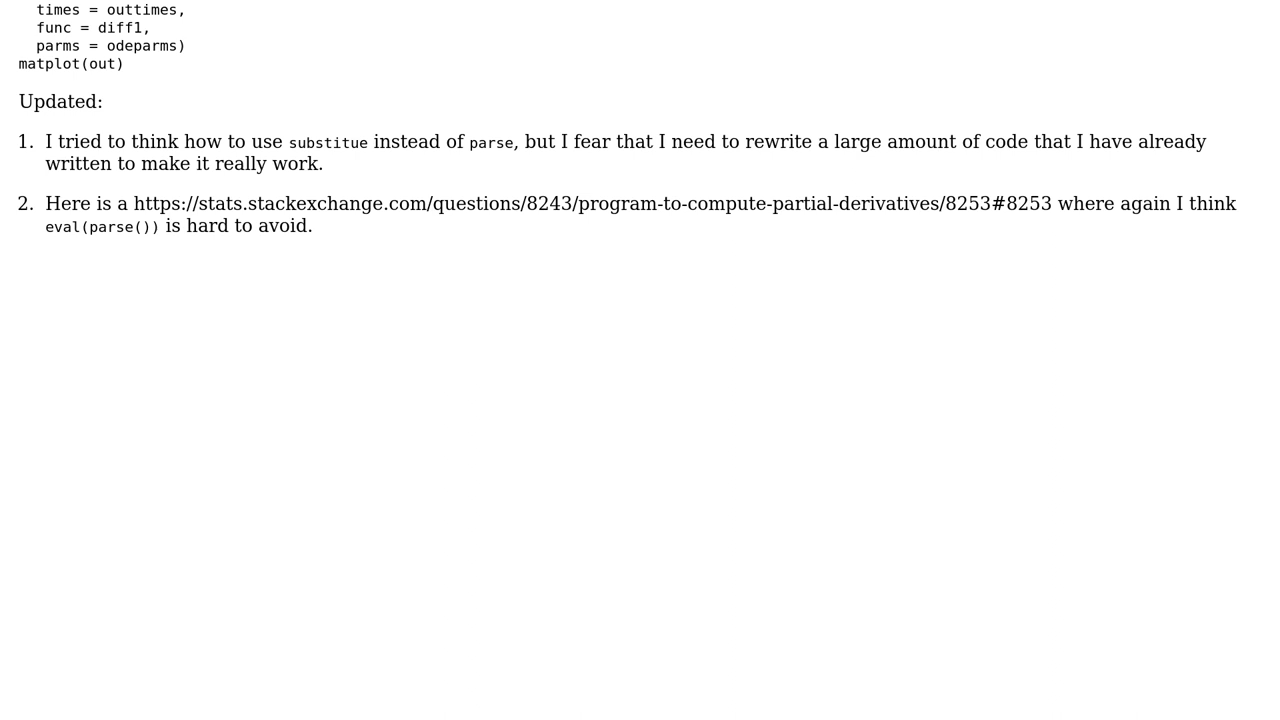 times = outtimes,
func = diff1,
parms = odeparms)
matplot(out)
Updated:
1. I tried to think how to use substitue instead of parse, but I fear that I need to rewrite a large amount of code that I have already
written to make it really work.
2. Here is a https://stats.stackexchange.com/questions/8243/program-to-compute-partial-derivatives/8253#8253 where again I think
eval(parse()) is hard to avoid.